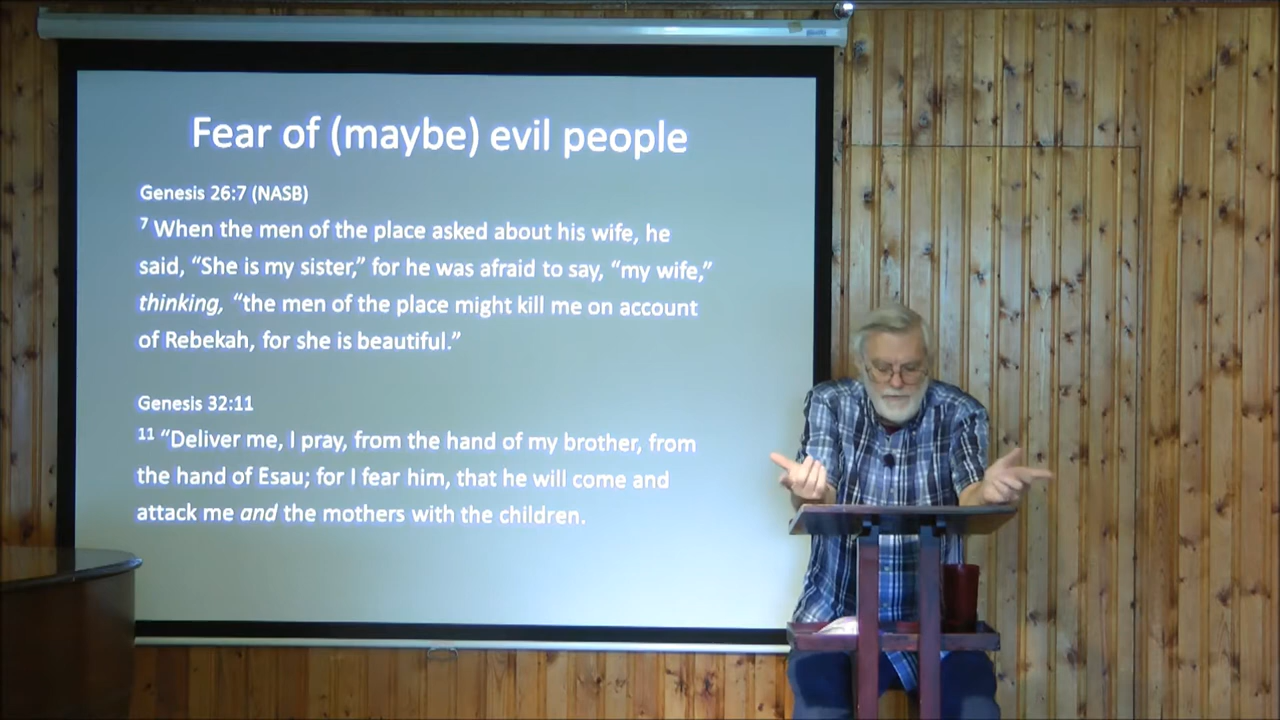 Fear of (maybe) evil people
Genesis 26:7 (NASB)
7 When the men of the place asked about his wife, he
said, “She is my sister,” for he was afraid to say, “my wife,”
thinking, “the men of the place might kill me on account
of Rebekah, for she is beautiful.”
Genesis 32:11
11 “Deliver me, I pray, from the hand of my brother, from
the hand of Esau; for I fear him, that he will come and
attack me and the mothers with the children.